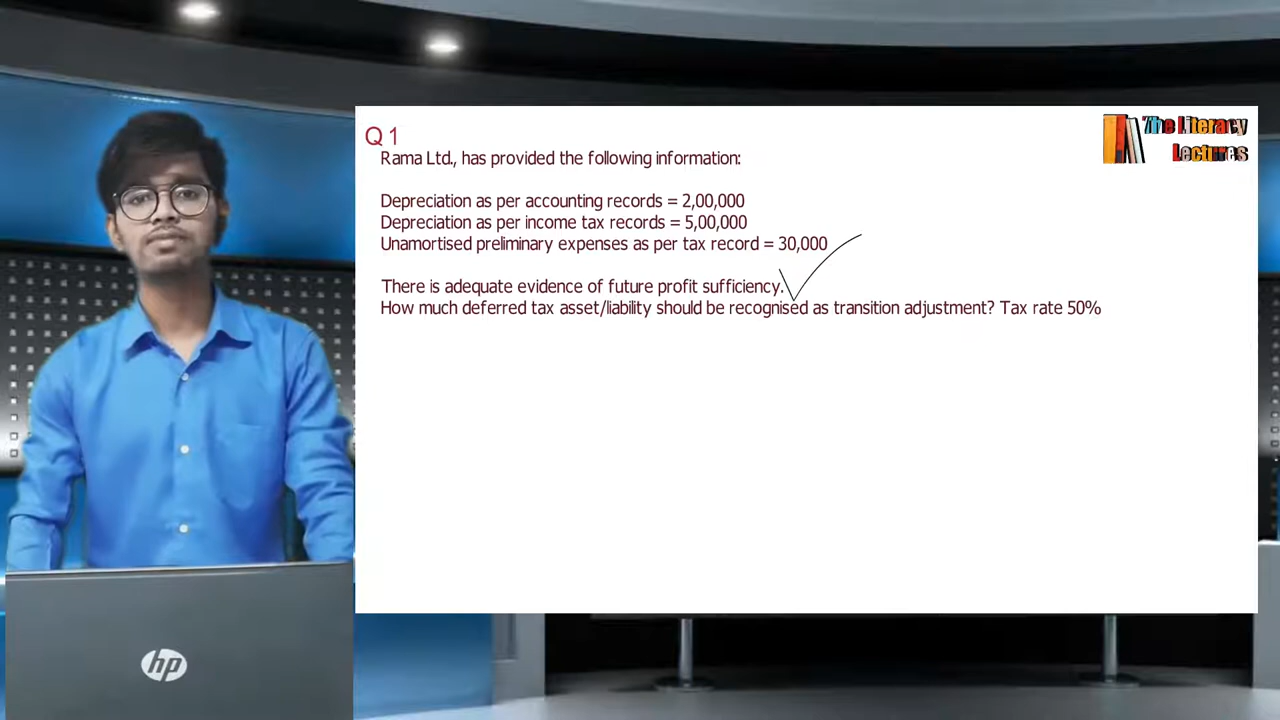 Q 1
The Literacy
Lectures
Rama Ltd., has provided the following information:
Depreciation as per accounting records = 2,00,000
Depreciation as per income tax records = 5,00,000
Unamortised preliminary expenses as per tax record = 30,000
There is adequate evidence of future profit sufficiency.
How much deferred tax asset/liability should be recognised as transition adjustment? Tax rate 50%
hp